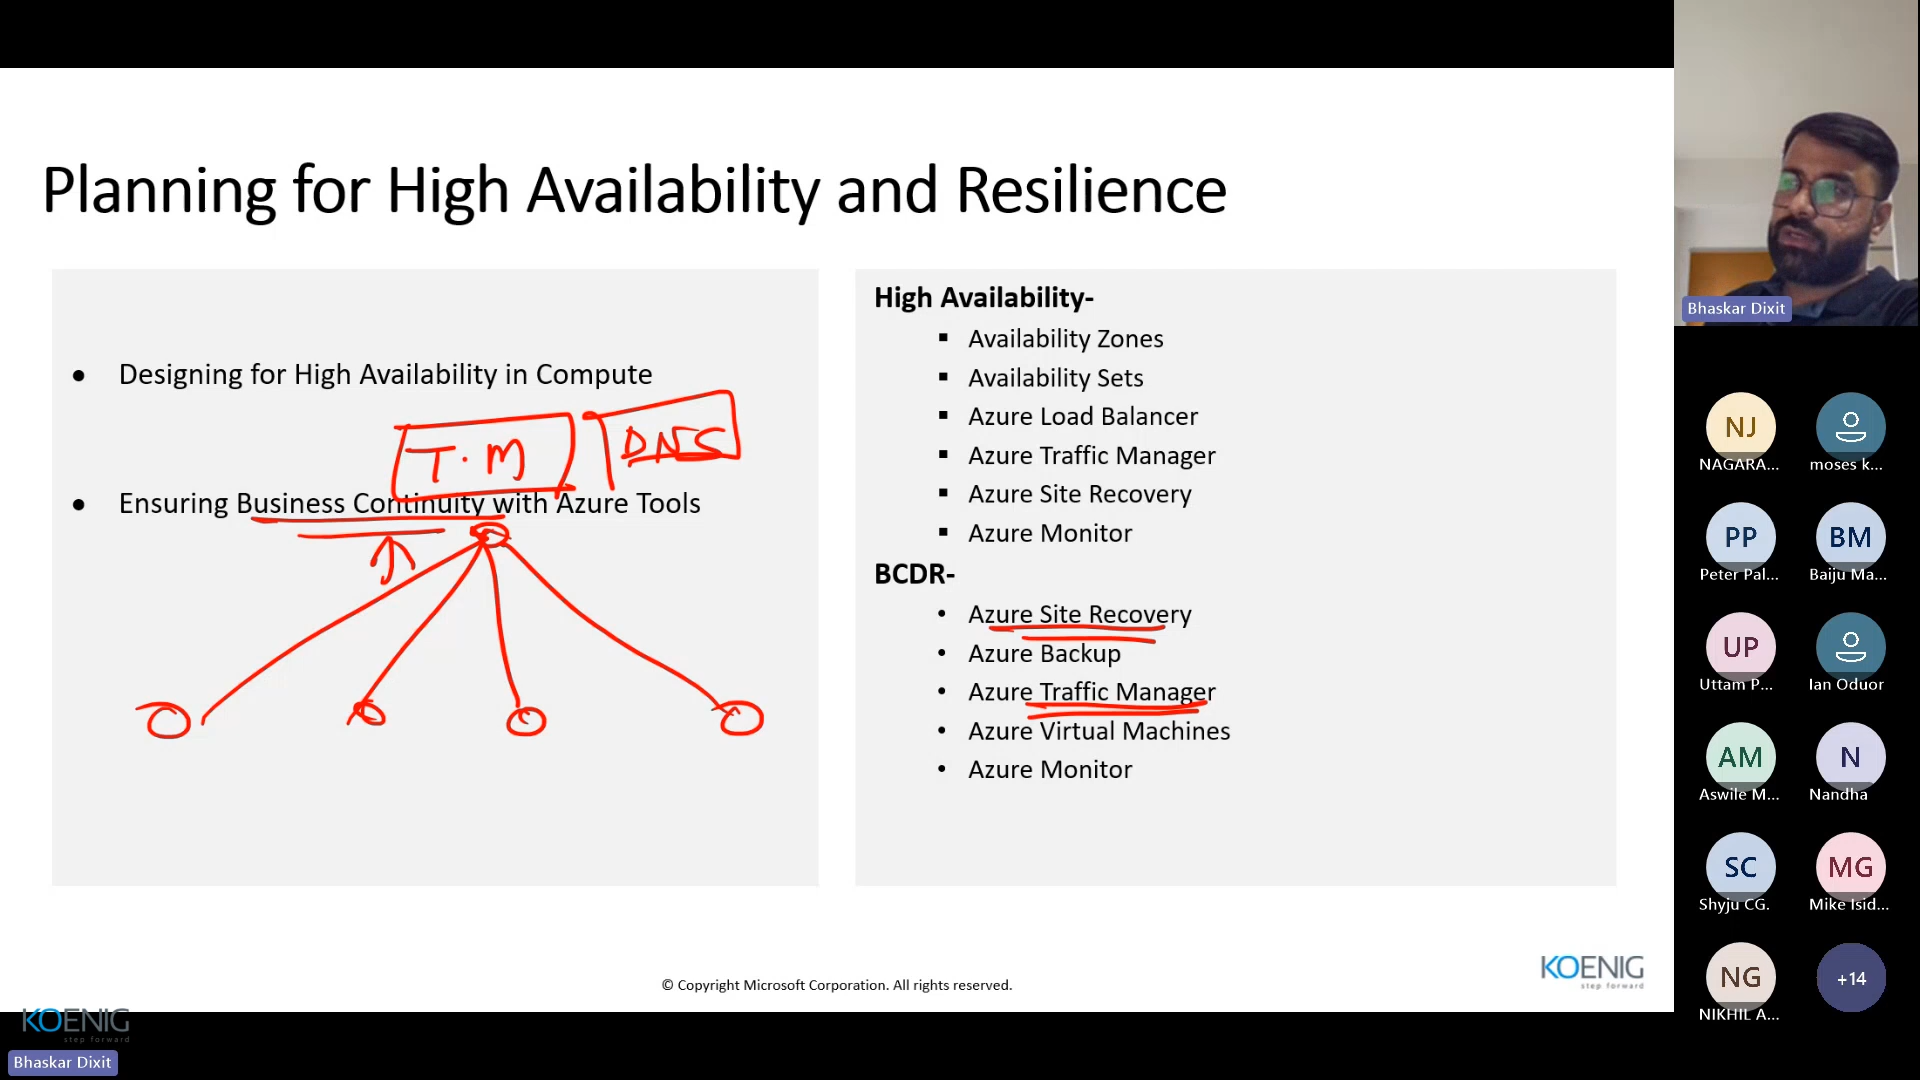 Planning for High Availability and Resilience
• Designing for High Availability in Compute
T.M
DNS
• Ensuring Business Continuity with Azure Tools
High Availability-
▪ Availability Zones
▪ Availability Sets
▪ Azure Load Balancer
▪ Azure Traffic Manager
▪ Azure Site Recovery
▪ Azure Monitor
BCDR-
• Azure Site Recovery
• Azure Backup
• Azure Traffic Manager
• Azure Virtual Machines
• Azure Monitor
© Copyright Microsoft Corporation. All rights reserved.
KOENIG
step forward
KOENIG
step forward
Bhaskar Dixit
Bhaskar Dixit
NJ
NAGARA...
moses k...
PP
BM
Peter Pal...
Baiju Ma...
UP
Uttam P...
Ian Oduor
AM
N
Aswile M...
Nandha
SC
MG
Shyju CG.
Mike Isid...
NG
+14
NIKHIL A...